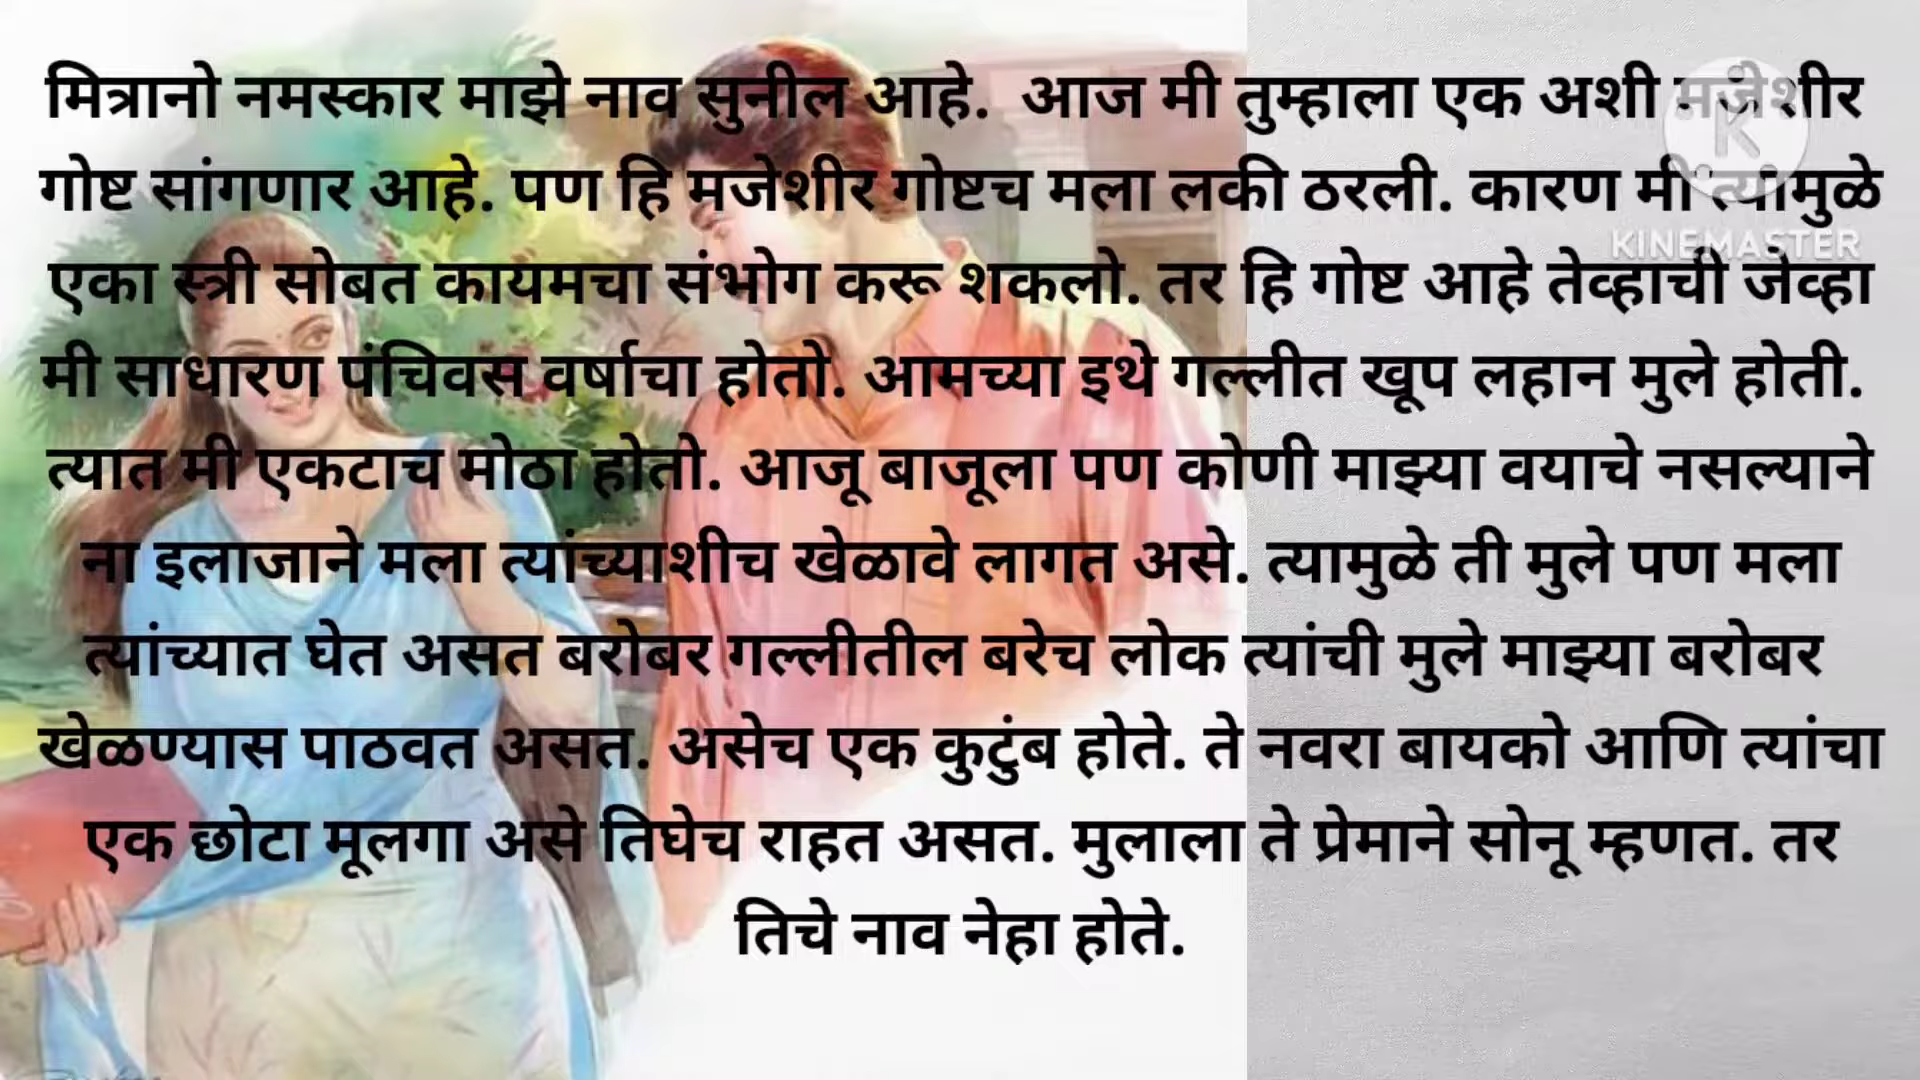 मित्रानो नमस्कार माझे नाव सुनील आहे. आज मी तुम्हाला एक अशी मजेशीर
गोष्ट सांगणार आहे. पण हि मजेशीर गोष्टच मला लकी ठरली. कारण मी त्यामुळे
एका स्त्री सोबत कायमचा संभोग करू शकलो. तर हि गोष्ट आहे तेव्हाची जेव्हा
मी साधारण पंचिवस वर्षाचा होतो. आमच्या इथे गल्लीत खूप लहान मुले होती.
त्यात मी एकटाच मोठा होतो. आजू बाजूला पण कोणी माझ्या वयाचे नसल्याने
ना इलाजाने मला त्यांच्याशीच खेळावे लागत असे. त्यामुळे ती मुले पण मला
त्यांच्यात घेत असत बरोबर गल्लीतील बरेच लोक त्यांची मुले माझ्या बरोबर
खेळण्यास पाठवत असत. असेच एक कुटुंब होते. ते नवरा बायको आणि त्यांचा
एक छोटा मूलगा असे तिघेच राहत असत. मुलाला ते प्रेमाने सोनू म्हणत. तर
तिचे नाव नेहा होते.
K
KINEMASTER